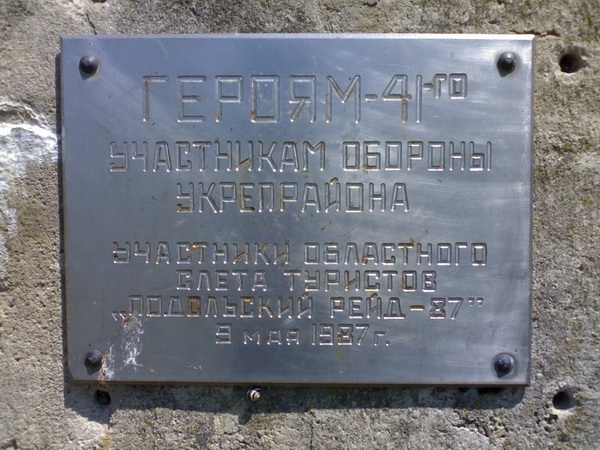 ГЕРОЯМ-41-го
УЧАСТНИКАМ ОБОРОНЫ
УКРЕПРАЙОНА
УЧАСТНИКИ ОБЛАСТНОГО
СЛЕТА ТУРИСТОВ
„ПОДОЛЬСКИЙ РЕЙД-87"
9 МАЯ 1987 г.